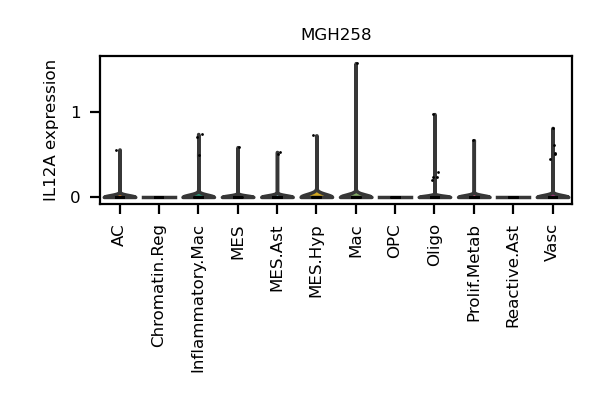 MGH258
IL12A expression
1
0
AC
Chromatin.Reg
Inflammatory.Mac
MES
MES.Ast
MES.Hyp
Mac
OPC
Oligo
Prolif.Metab
Reactive.Ast
Vasc